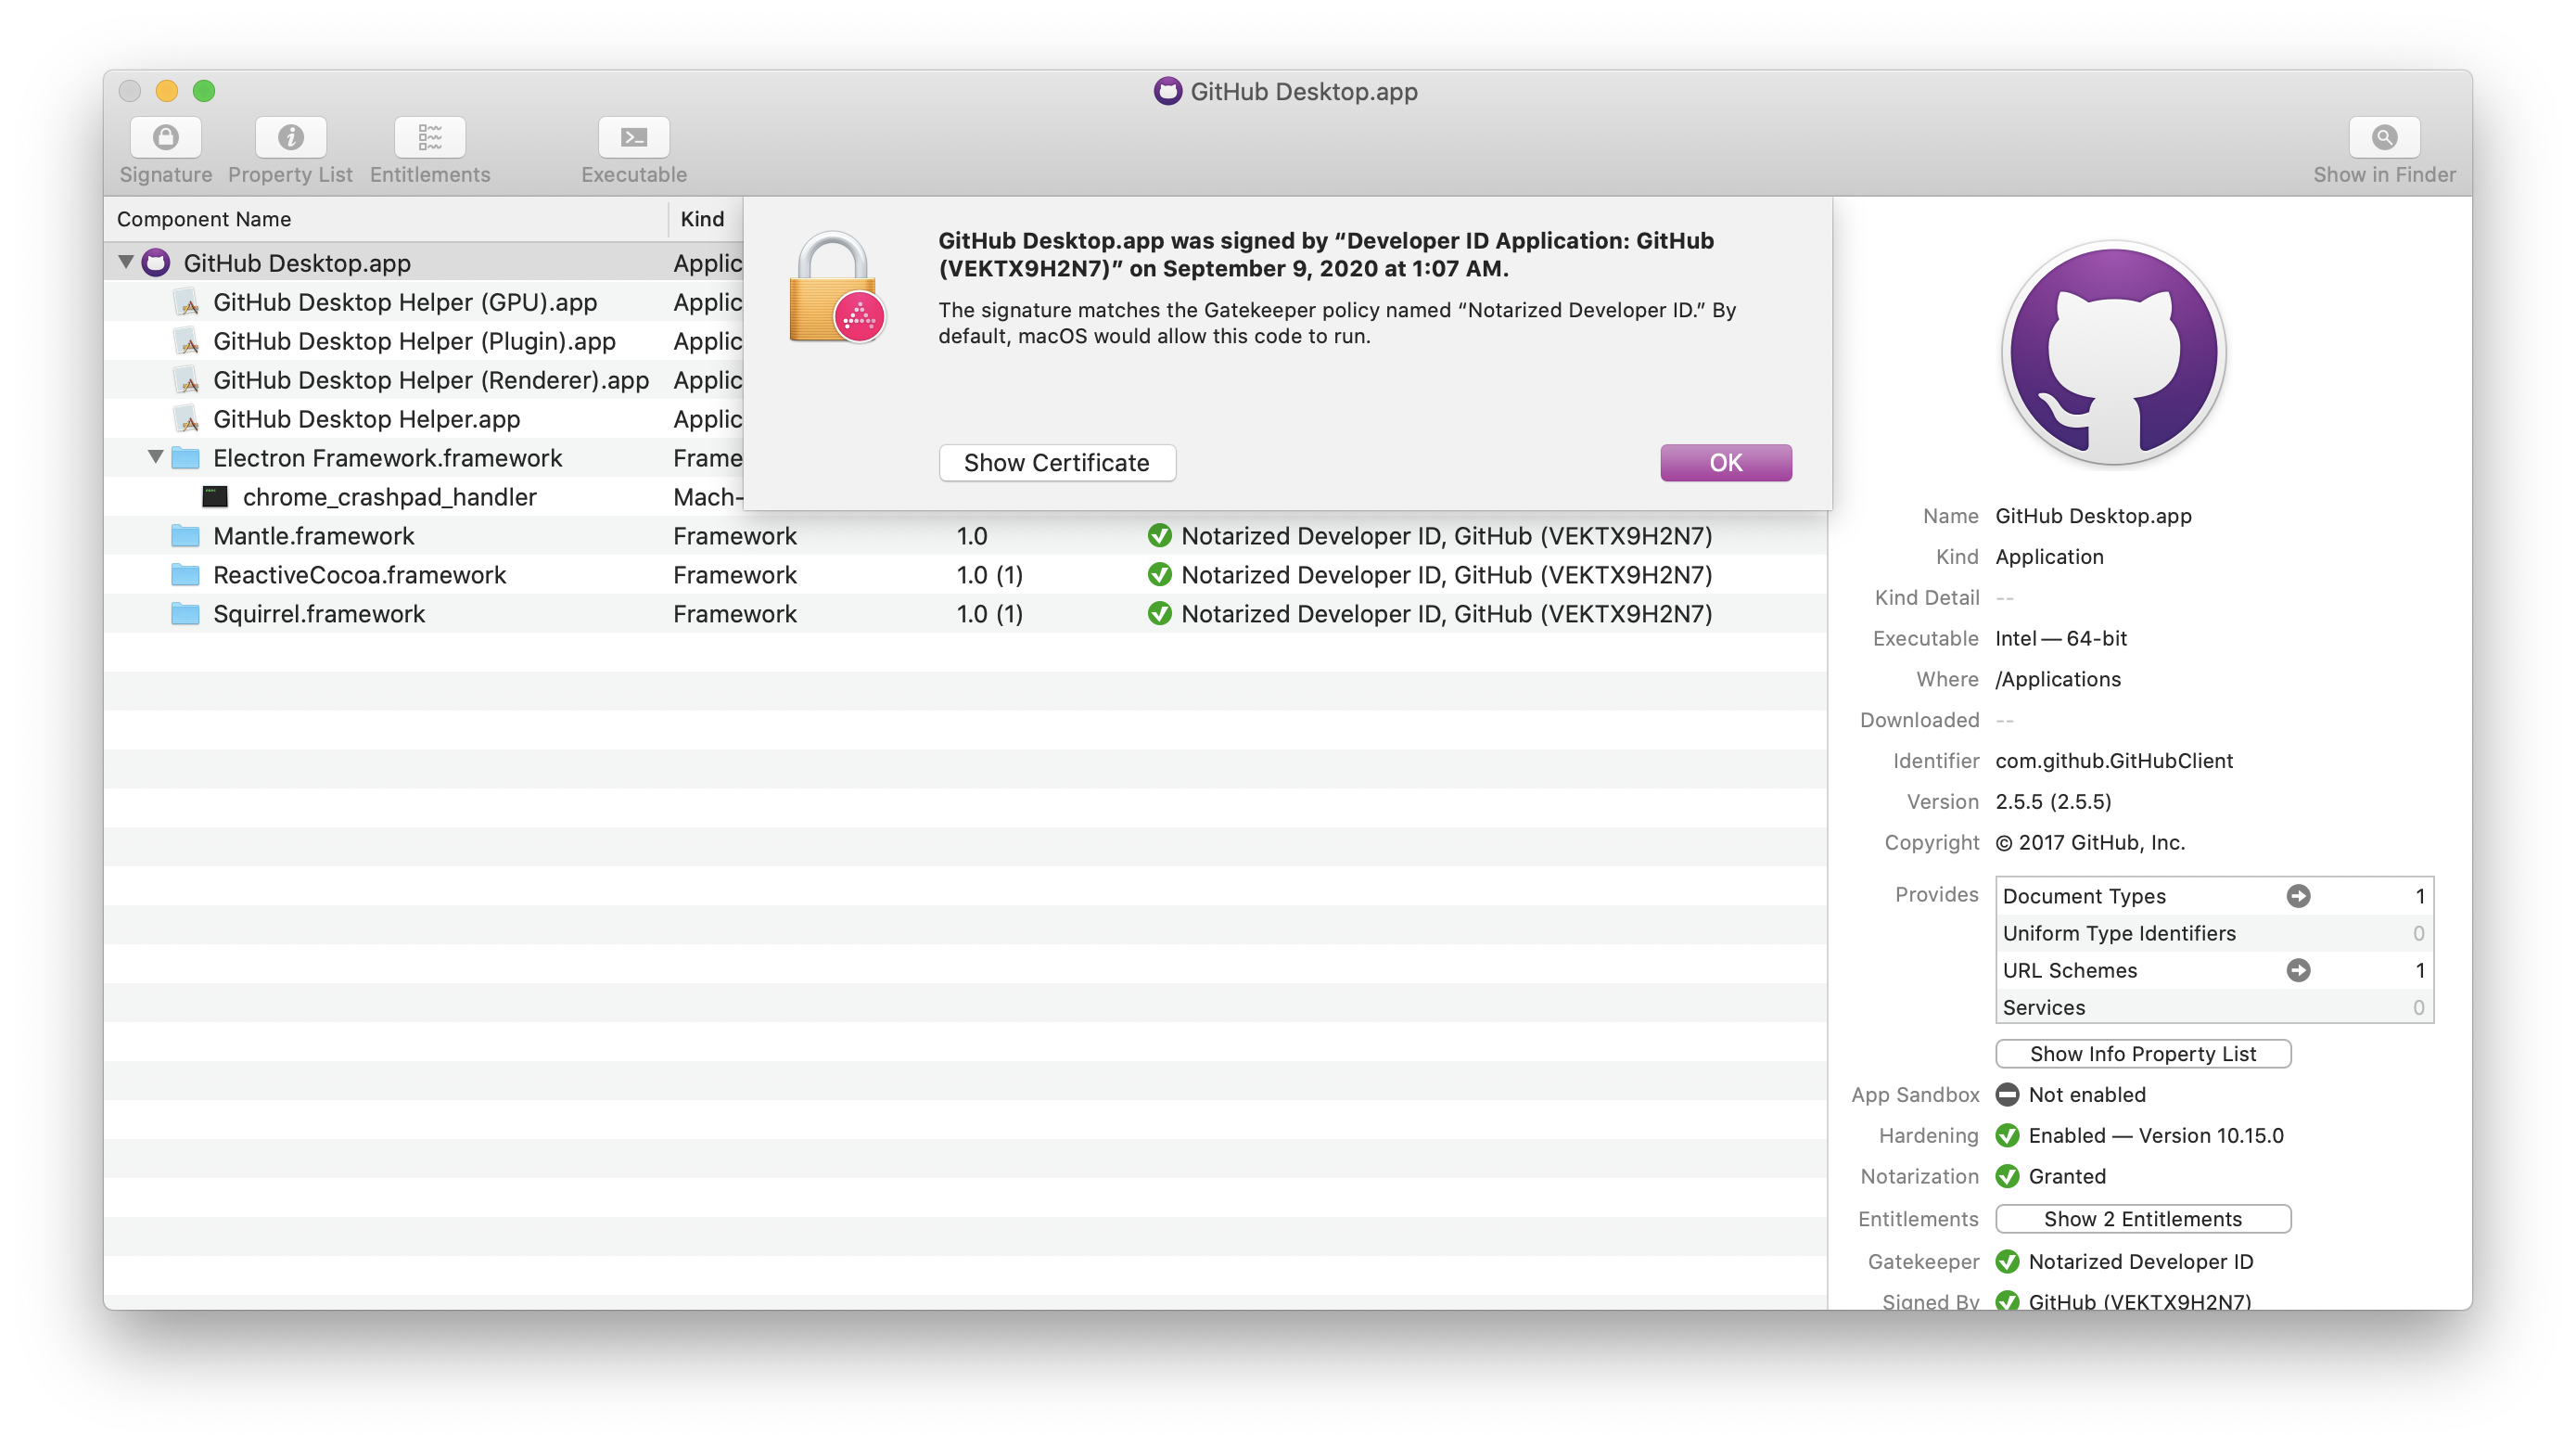 GitHub Desktop.app
Signature Property List Entitlements Executable Show in Finder
Component Name Kind
GitHub Desktop.app Applic
GitHub Desktop Helper (GPU).app Applic
GitHub Desktop Helper (Plugin).app Applic
GitHub Desktop Helper (Renderer).app Applic
GitHub Desktop Helper.app Applic
Electron Framework.framework Frame
chrome_crashpad_handler Mach-
Mantle.framework Framework 1.0 Notarized Developer ID, GitHub (VEKTX9H2N7)
ReactiveCocoa.framework Framework 1.0 (1) Notarized Developer ID, GitHub (VEKTX9H2N7)
Squirrel.framework Framework 1.0 (1) Notarized Developer ID, GitHub (VEKTX9H2N7)
GitHub Desktop.app was signed by “Developer ID Application: GitHub
(VEKTX9H2N7)” on September 9, 2020 at 1:07 AM.
The signature matches the Gatekeeper policy named “Notarized Developer ID.” By
default, macOS would allow this code to run.
Show Certificate OK
Name GitHub Desktop.app
Kind Application
Kind Detail --
Executable Intel — 64-bit
Where /Applications
Downloaded --
Identifier com.github.GitHubClient
Version 2.5.5 (2.5.5)
Copyright © 2017 GitHub, Inc.
Provides Document Types 1
Uniform Type Identifiers 0
URL Schemes 1
Services 0
Show Info Property List
App Sandbox Not enabled
Hardening Enabled — Version 10.15.0
Notarization Granted
Entitlements Show 2 Entitlements
Gatekeeper Notarized Developer ID
Signed By GitHub (VEKTX9H2N7)